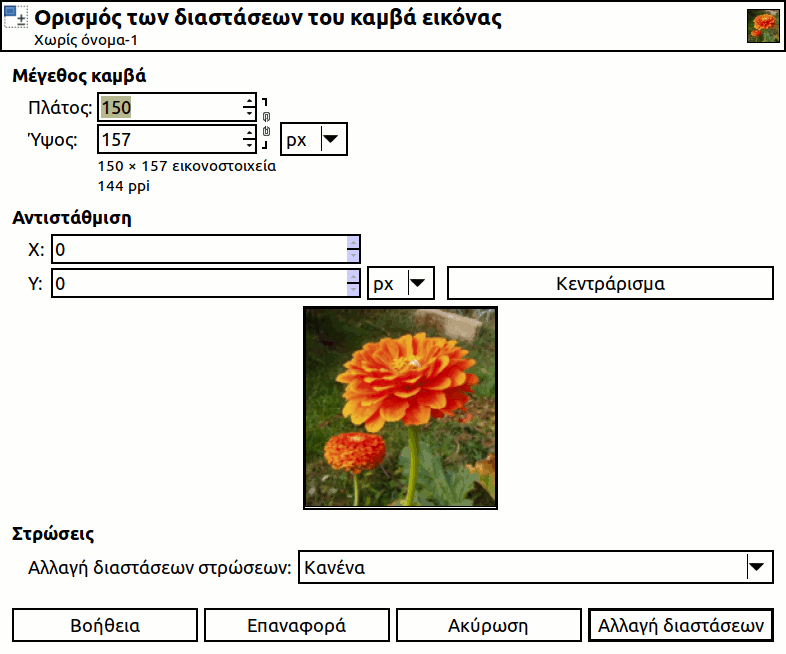 Ορισμός των διαστάσεων του καμβά εικόνας
Χωρίς όνομα-1
Μέγεθος καμβά
Πλάτος: 150
Ύψος: 157 px
150 × 157 εικονοστοιχεία
144 ppi
Αντιστάθμιση
X: 0
Y: 0 px Κεντράρισμα
Στρώσεις
Αλλαγή διαστάσεων στρώσεων: Κανένα
Βοήθεια Επαναφορά Ακύρωση Αλλαγή διαστάσεων